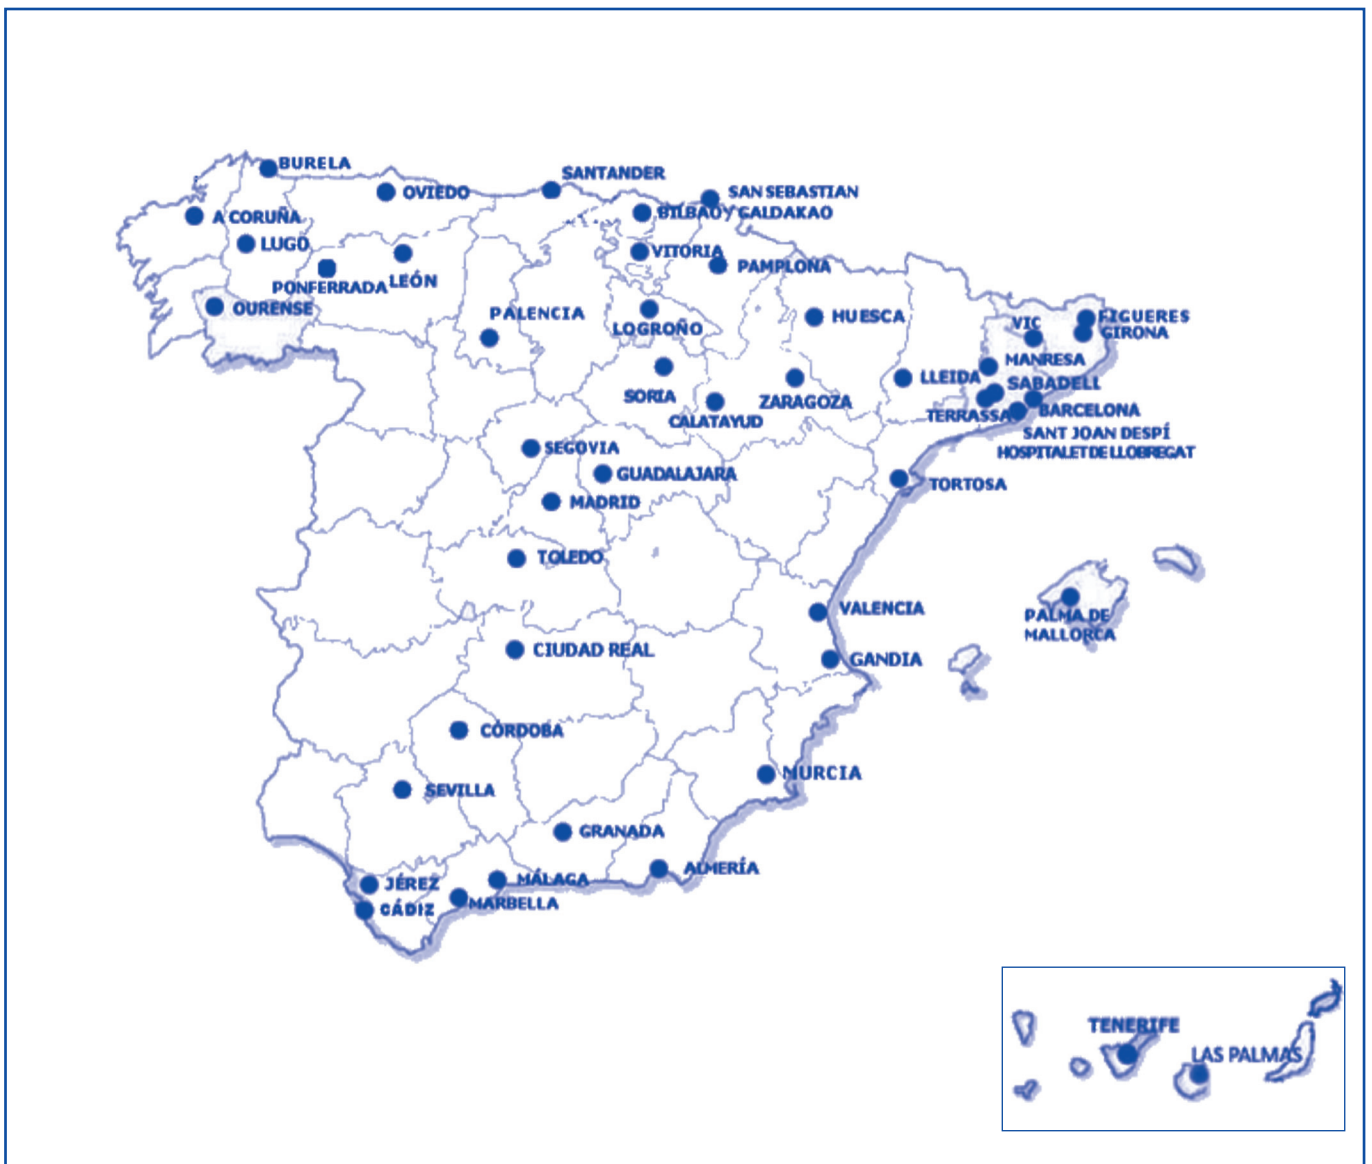 BURELA
SANTANDER
OVIEDO
SAN SEBASTIAN
A CORUÑA
BILBAO y GALDAKAO
LUGO
VITORIA
PAMPLONA
LEÓN
PONFERRADA
OURENSE
PALENCIA
LOGROÑO
HUESCA
VIC
FIGUERES
GIRONA
MANRESA
LLEIDA
SABADELL
SORIA
ZARAGOZA
CALATAYUD
TERRASSA
BARCELONA
SANT JOAN DESPÍ
HOSPITALET DE LLOBREGAT
SEGOVIA
GUADALAJARA
TORTOSA
MADRID
TOLEDO
VALENCIA
PALMA DE
MALLORCA
CIUDAD REAL
GANDIA
CÓRDOBA
MURCIA
SEVILLA
GRANADA
ALMERÍA
MÁLAGA
JÉREZ
MARBELLA
CÁDIZ
TENERIFE
LAS PALMAS